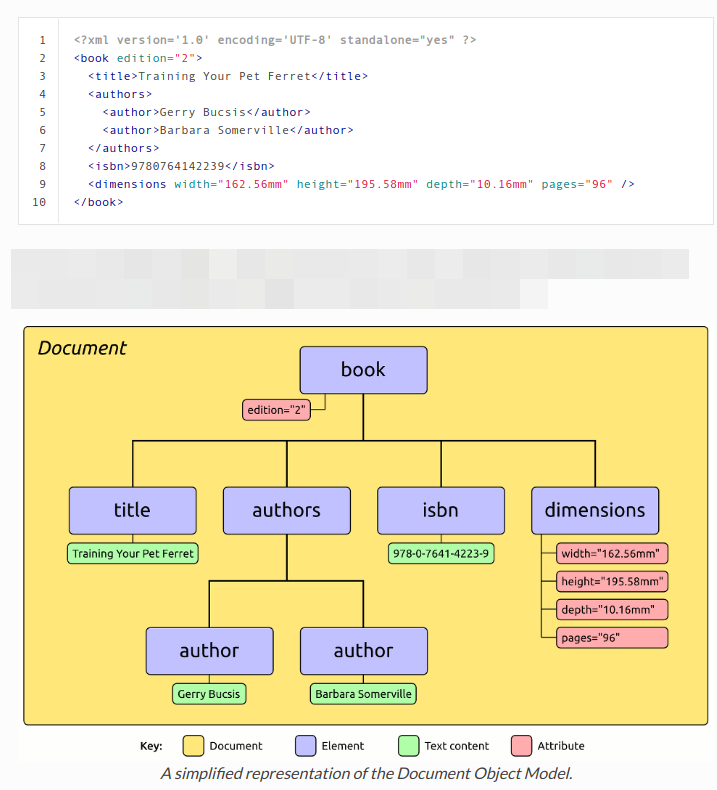 1 <?xml version='1.0' encoding='UTF-8' standalone="yes" ?>
2 <book edition="2">
3 <title>Training Your Pet Ferret</title>
4 <authors>
5 <author>Gerry Bucsis</author>
6 <author>Barbara Somerville</author>
7 </authors>
8 <isbn>9780764142239</isbn>
9 <dimensions width="162.56mm" height="195.58mm" depth="10.16mm" pages="96" />
10 </book>
Document
book
edition="2"
title authors isbn dimensions
Training Your Pet Ferret 978-0-7641-4223-9 width="162.56mm"
height="195.58mm"
depth="10.16mm"
pages="96"
author author
Gerry Bucsis Barbara Somerville
Key: Document Element Text content Attribute
A simplified representation of the Document Object Model.